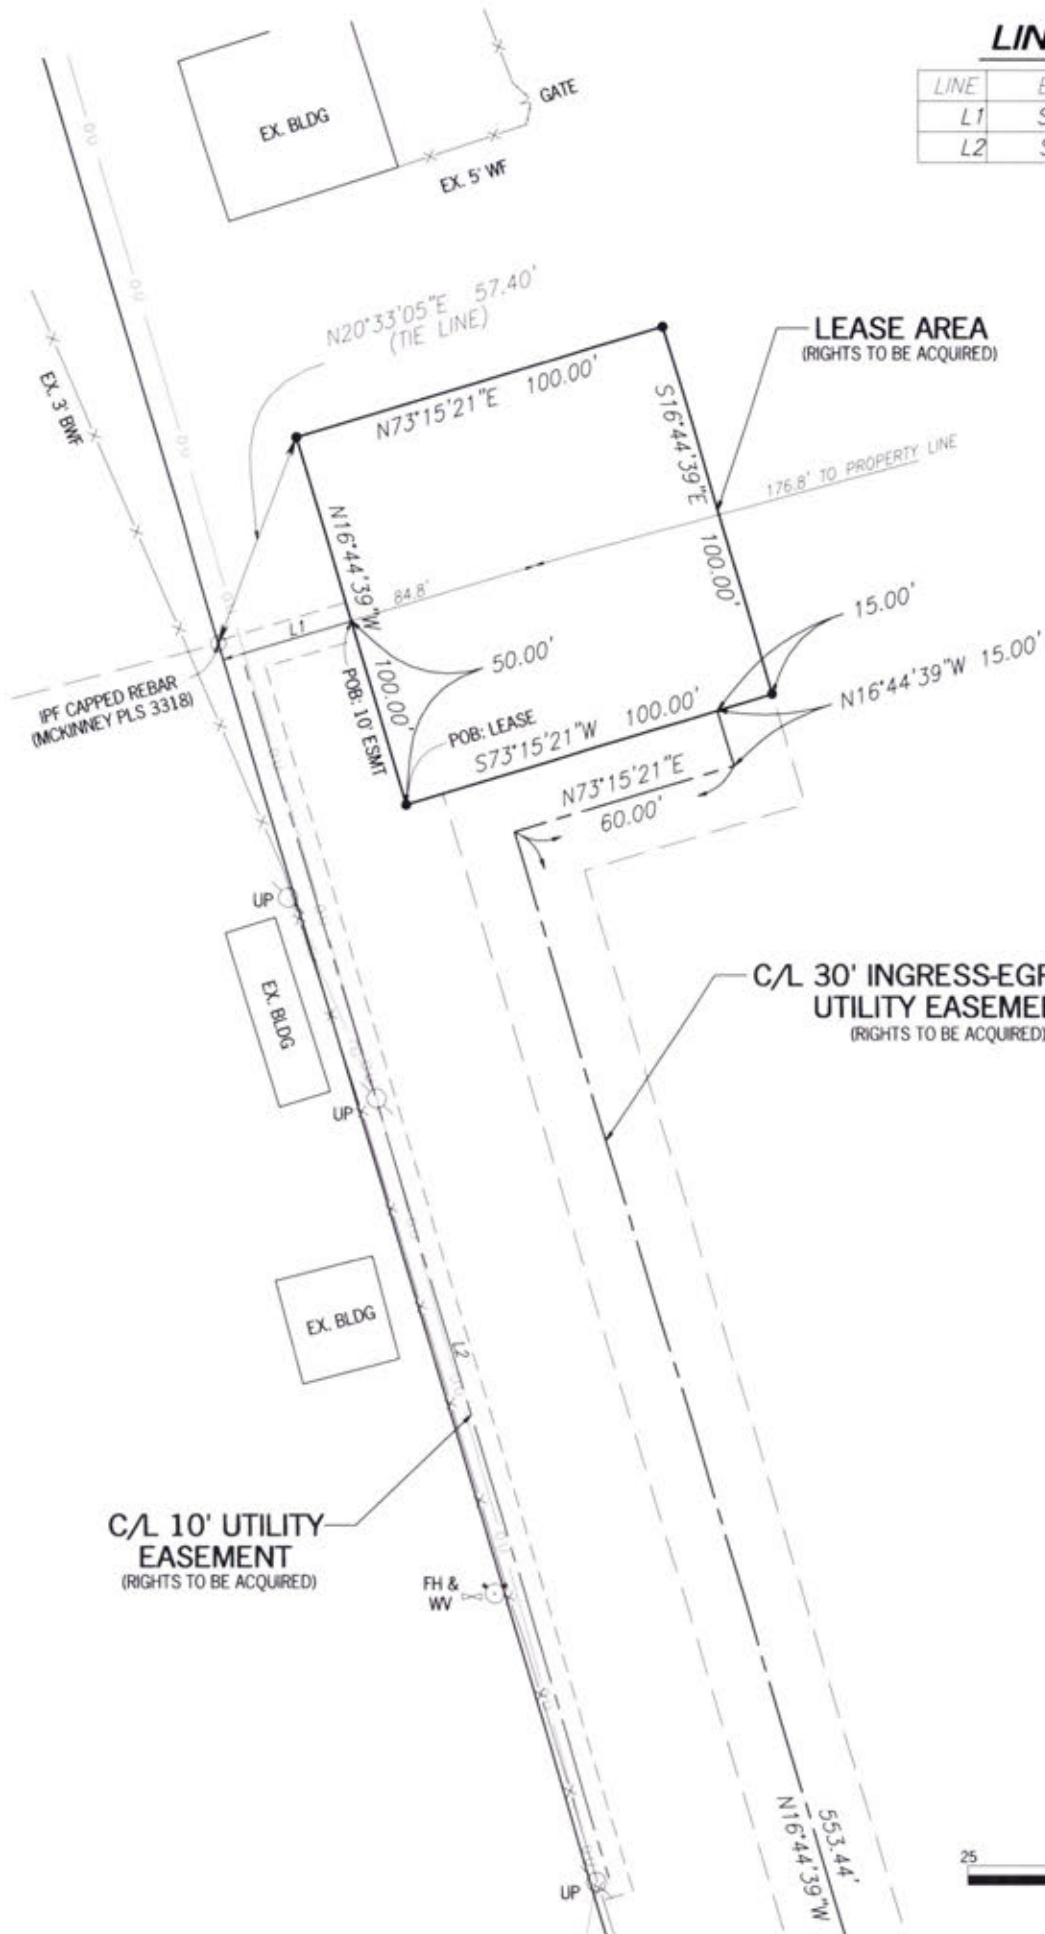 LIN
LINE
L1
L2
EX. BLDG
GATE
EX. 5' WF
N20°33'05"E 57.40'
(TIE LINE)
LEASE AREA
(RIGHTS TO BE ACQUIRED)
EX. 3' BWF
N73°15'21"E 100.00'
S16°44'39"E 100.00'
176.8' TO PROPERTY LINE
N16°44'39"W 100.00'
84.8'
L1
15.00'
50.00'
N16°44'39"W 15.00'
IPF CAPPED REBAR
(MCKINNEY PLS 3318)
POB: 10' ESMT
POB: LEASE
S73°15'21"W 100.00'
N73°15'21"E
60.00'
UP
EX. BLDG
C/L 30' INGRESS-EGR
UTILITY EASEME
(RIGHTS TO BE ACQUIRED)
UP
EX. BLDG
L2
C/L 10' UTILITY
EASEMENT
(RIGHTS TO BE ACQUIRED)
FH &
WV
553.44'
N16°44'39"W
25
UP